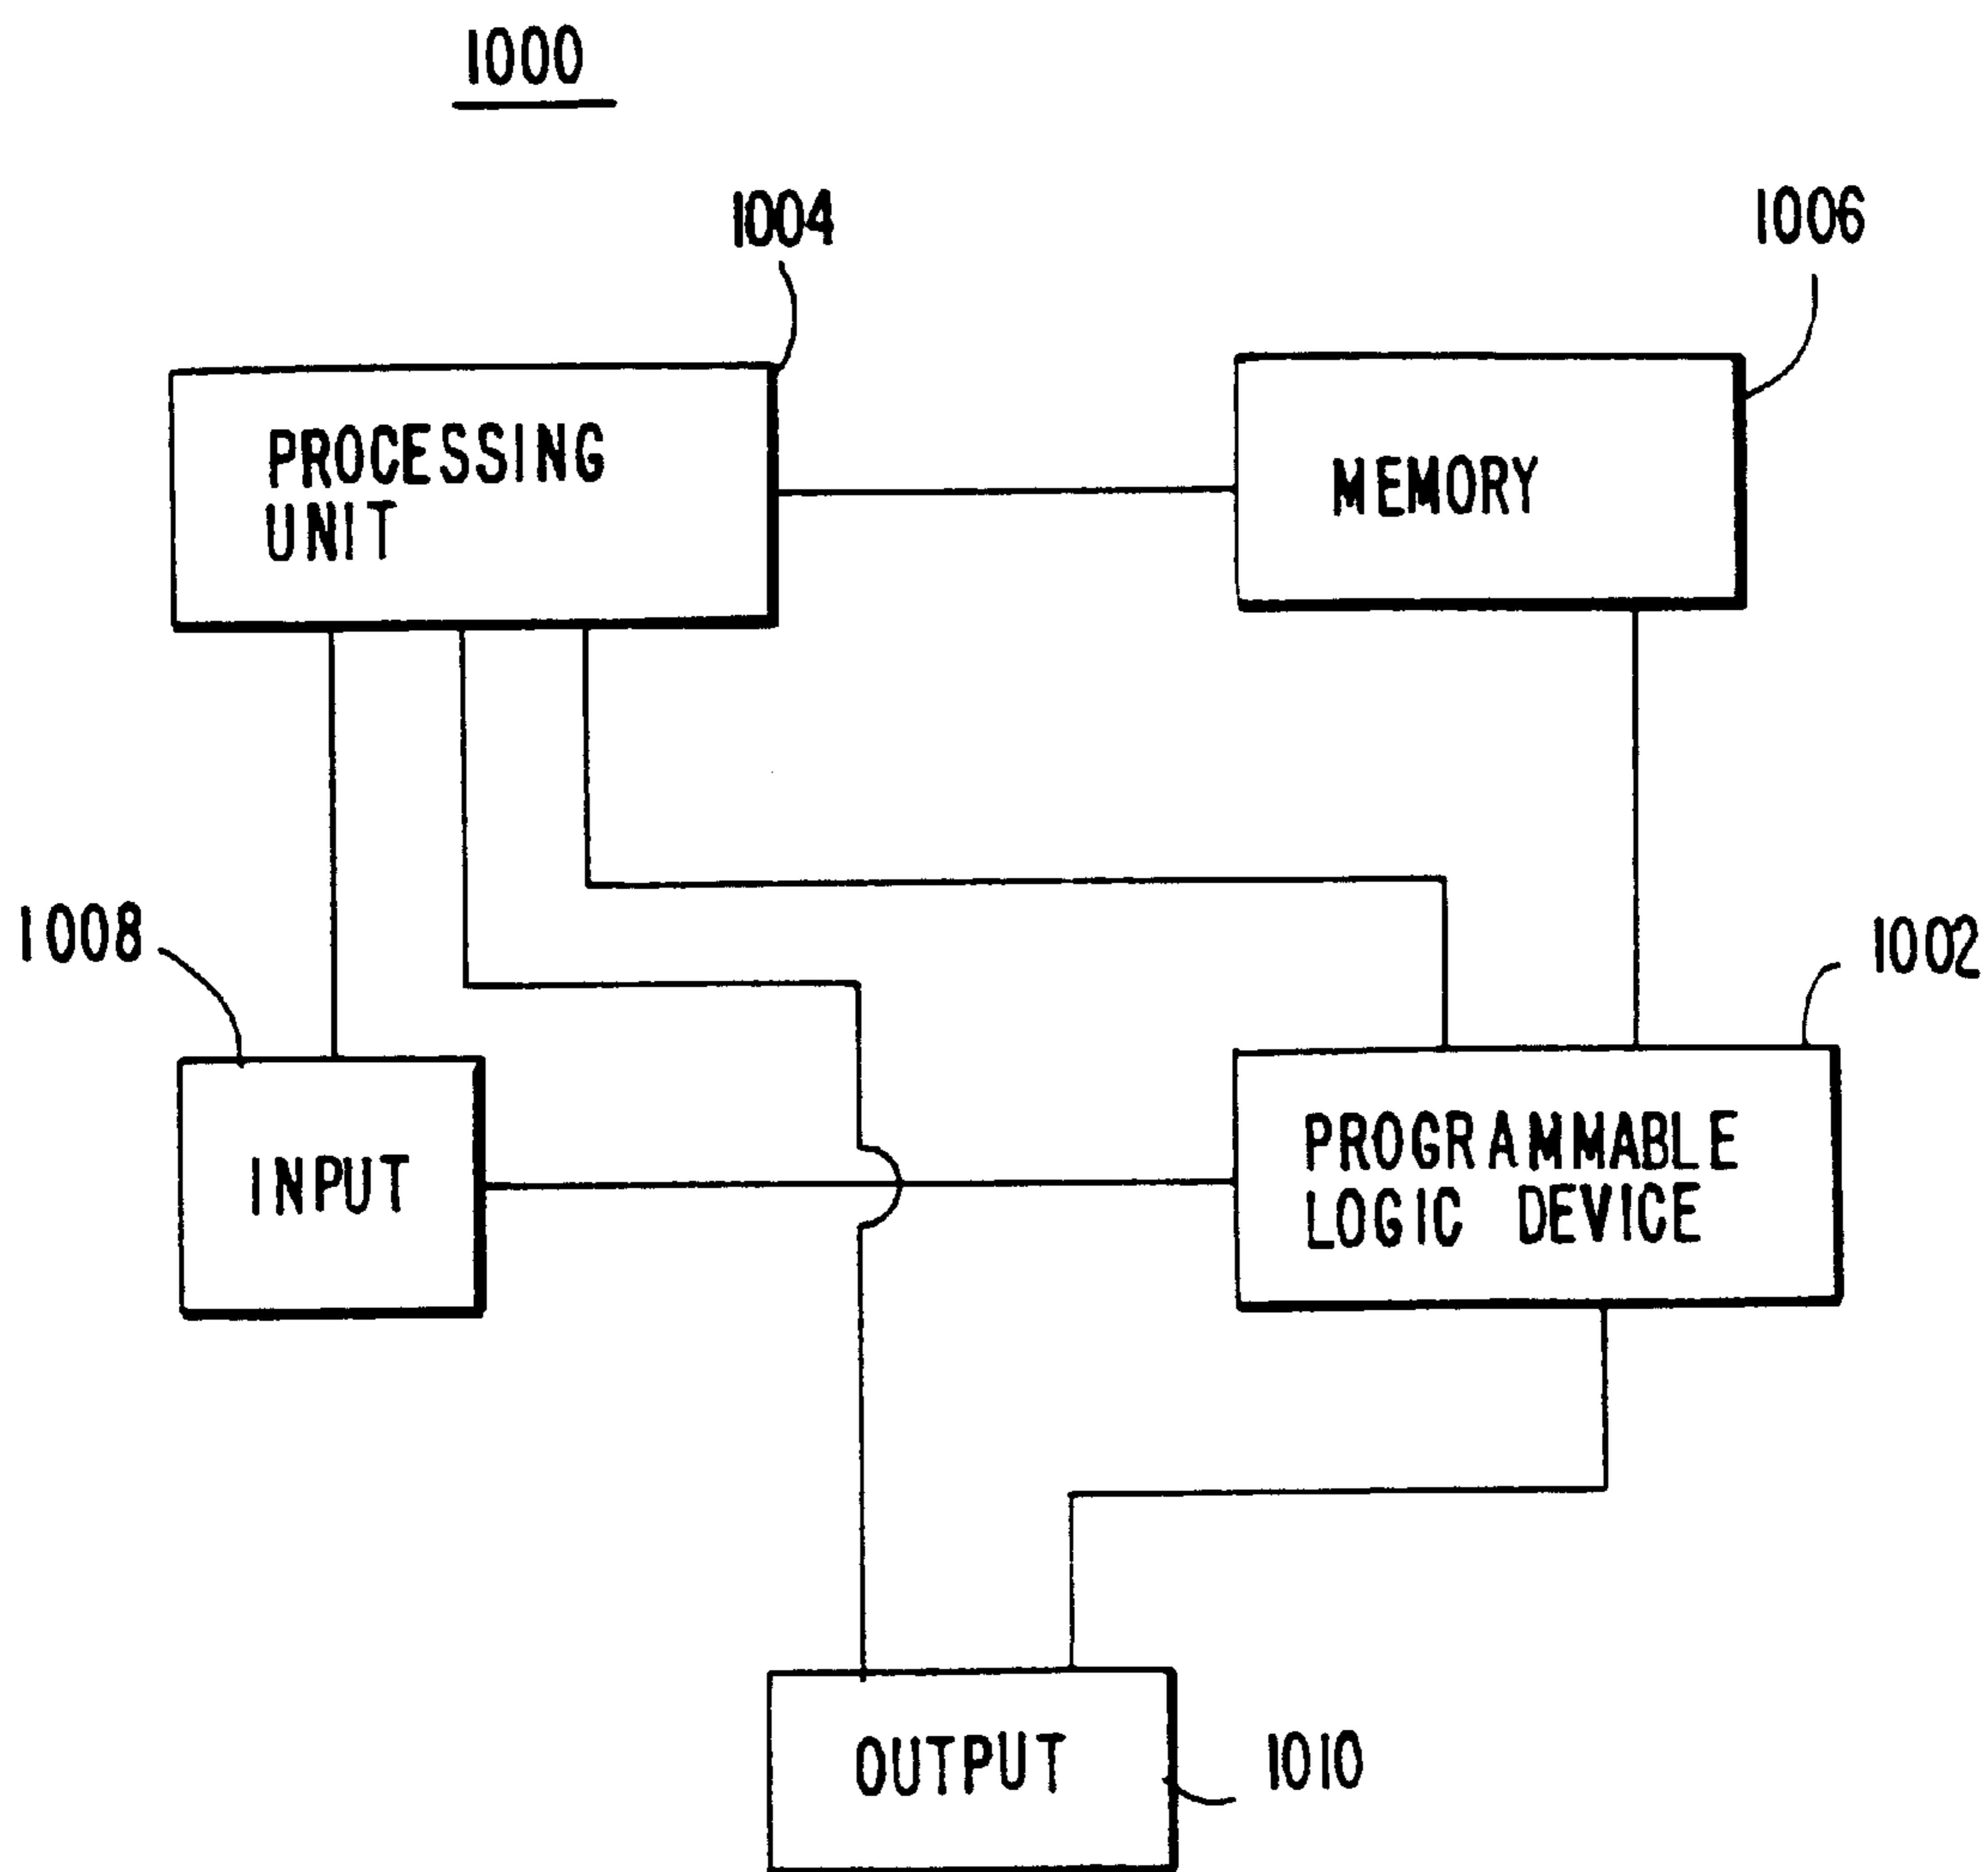 1000
1004
1006
PROCESSING
UNIT
MEMORY
1008
1002
INPUT
PROGRAMMABLE
LOGIC DEVICE
OUTPUT
1010